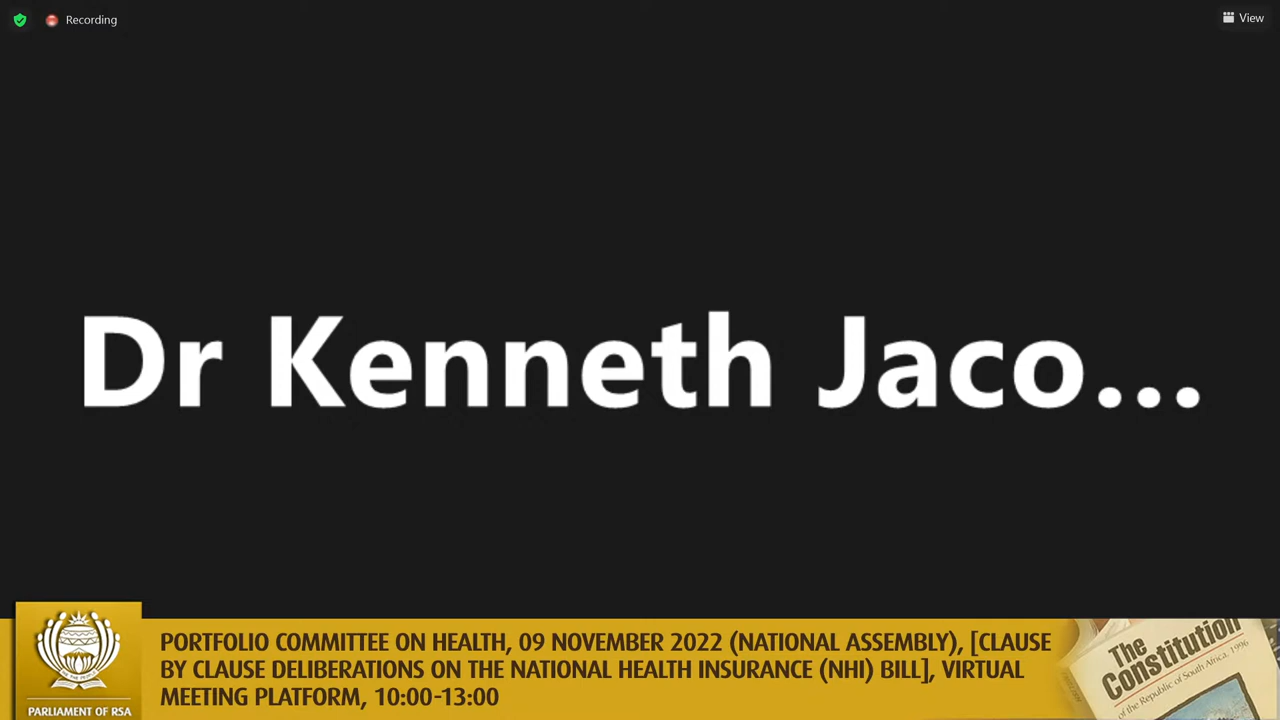 Recording
View
Dr Kenneth Jaco...
PORTFOLIO COMMITTEE ON HEALTH, 09 NOVEMBER 2022 (NATIONAL ASSEMBLY), [CLAUSE
BY CLAUSE DELIBERATIONS ON THE NATIONAL HEALTH INSURANCE (NHI) BILL], VIRTUAL
MEETING PLATFORM, 10:00-13:00
PARLIAMENT OF RSA
The
Constitution
of the Republic of South Africa, 1996